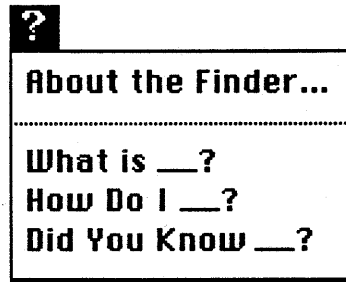 ?
About the Finder...
What is __?
How Do I __?
Did You Know __?